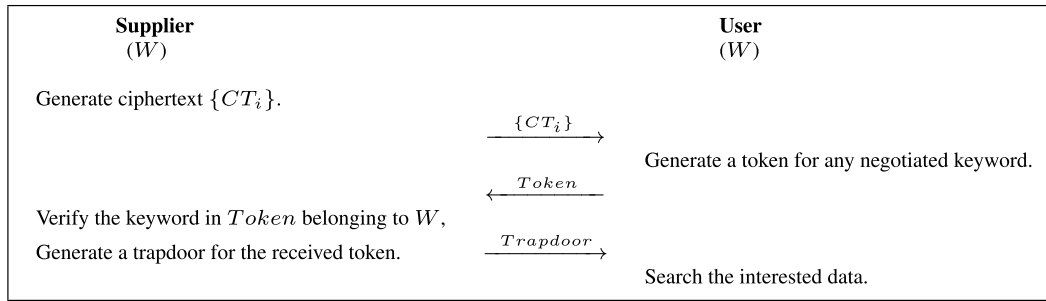 Supplier User
(W) (W)
Generate ciphertext {CT_i}.
{CT_i}
Generate a token for any negotiated keyword.
Token
Verify the keyword in Token belonging to W,
Generate a trapdoor for the received token.
Trapdoor
Search the interested data.